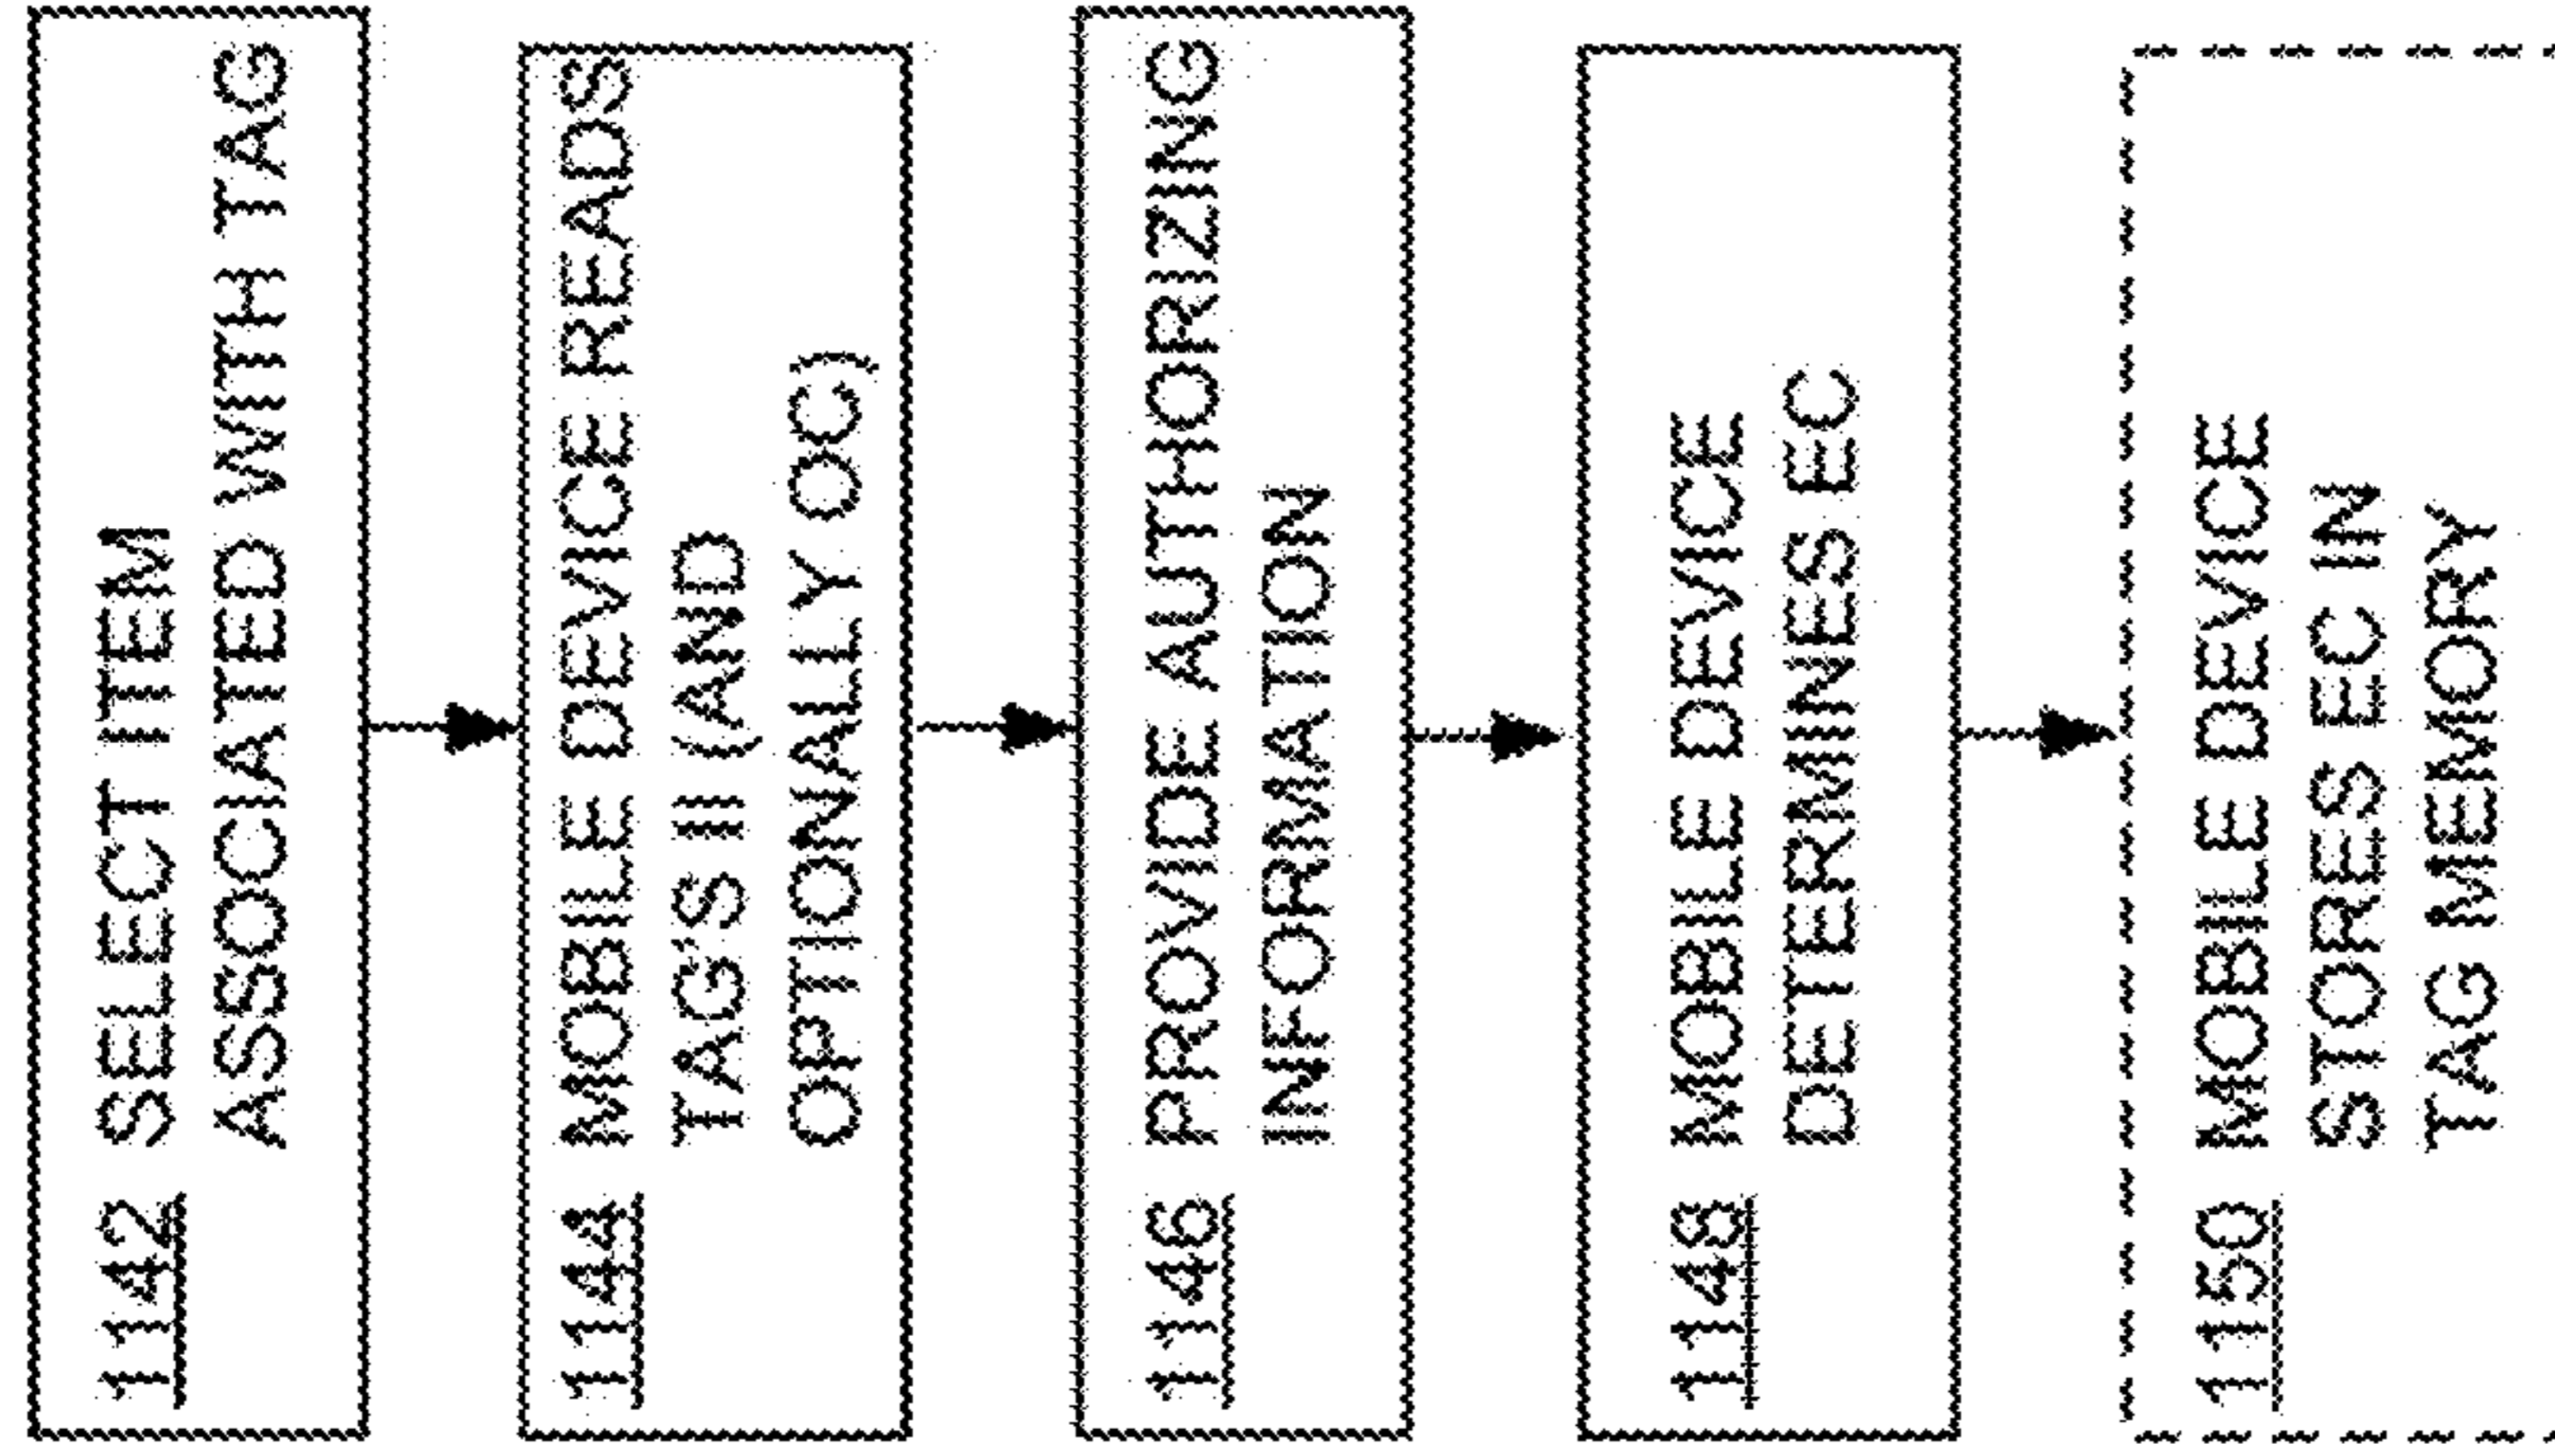 1142 SELECT ITEM
ASSOCIATED WITH TAG
1144 MOBILE DEVICE READS
TAG'S II (AND
OPTIONALLY OC)
1146 PROVIDE AUTHORIZING
INFORMATION
1148 MOBILE DEVICE
DETERMINES EC
1150 MOBILE DEVICE
STORES EC IN
TAG MEMORY